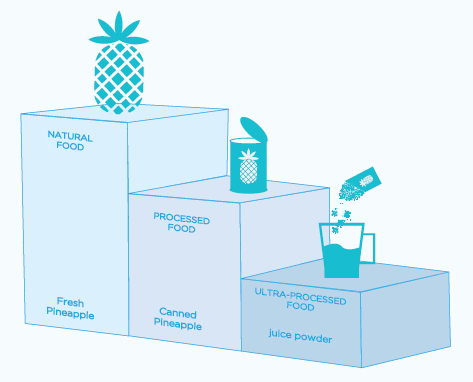 NATURAL
FOOD
Fresh
Pineapple
PROCESSED
FOOD
Canned
Pineapple
ULTRA-PROCESSED
FOOD
juice powder